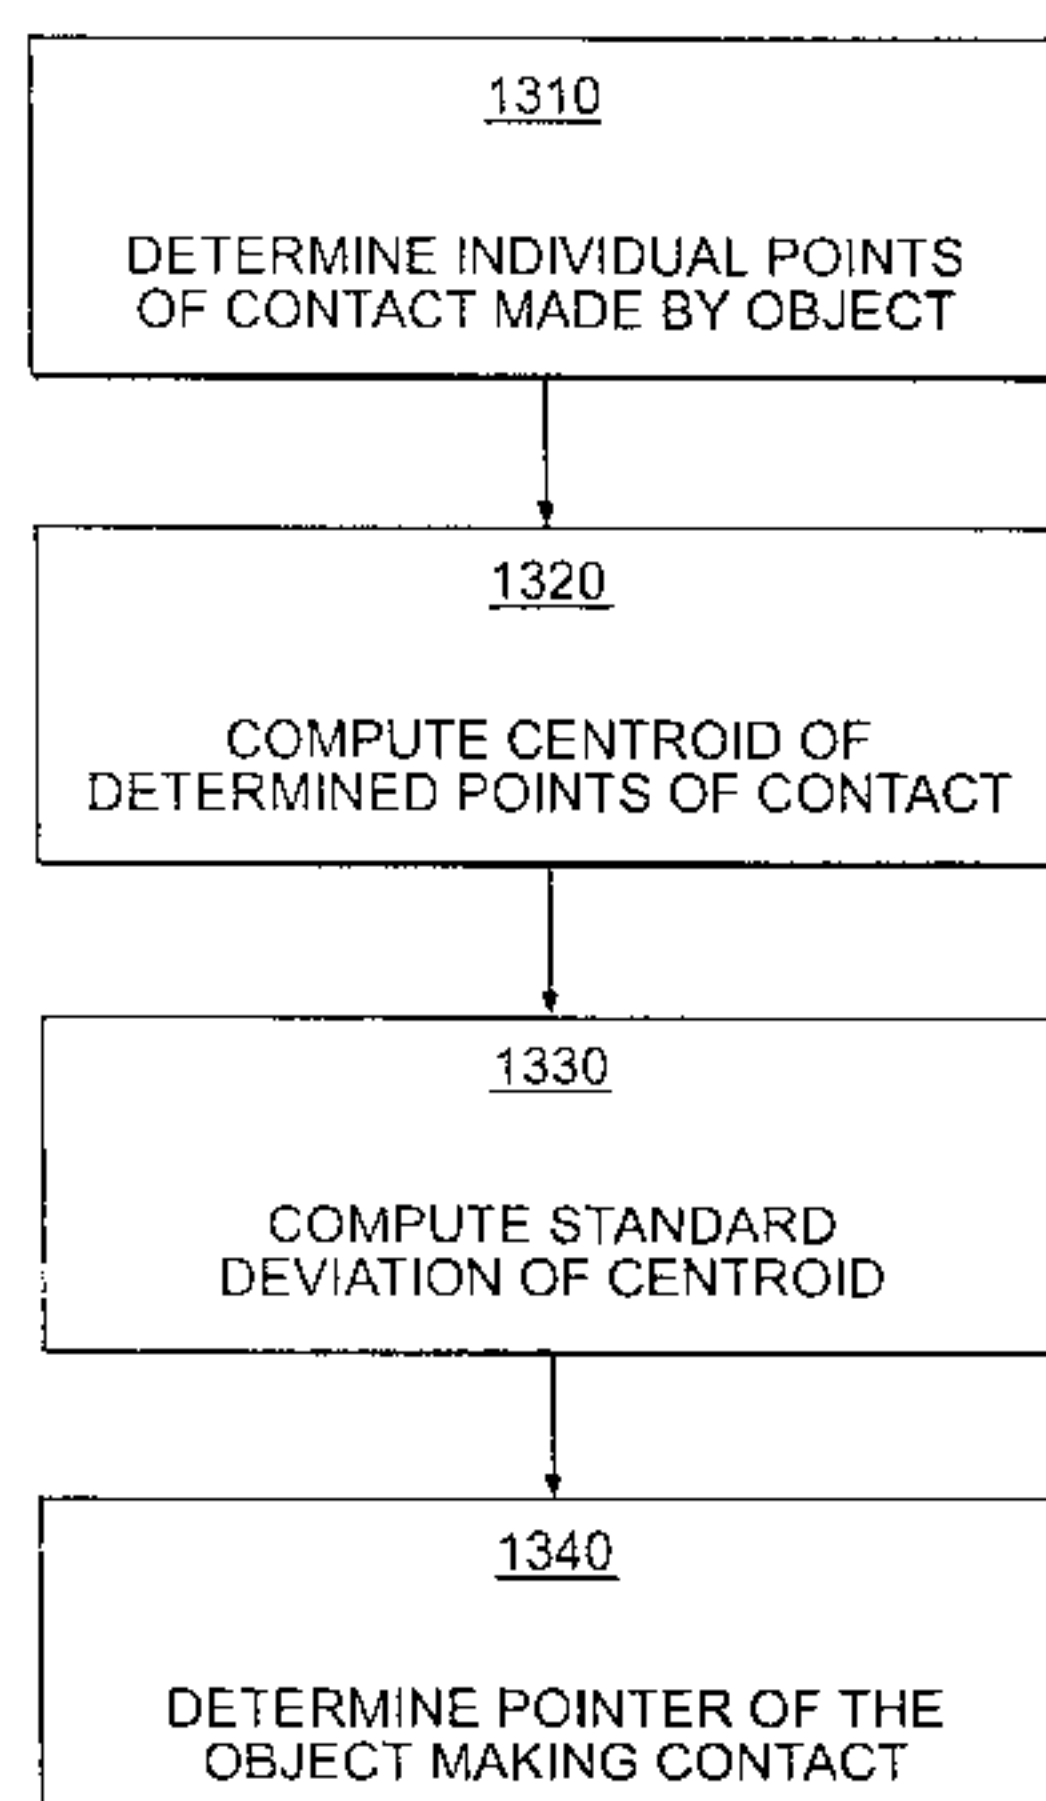 1310
DETERMINE INDIVIDUAL POINTS
OF CONTACT MADE BY OBJECT
1320
COMPUTE CENTROID OF
DETERMINED POINTS OF CONTACT
1330
COMPUTE STANDARD
DEVIATION OF CENTROID
1340
DETERMINE POINTER OF THE
OBJECT MAKING CONTACT